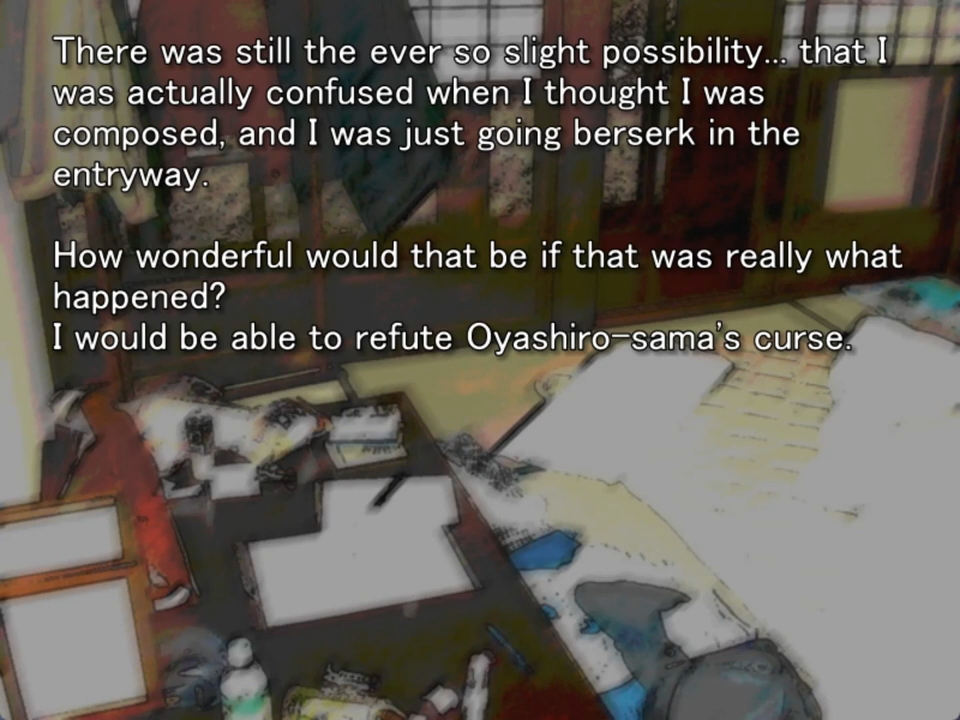 There was still the ever so slight possibility... that I
was actually confused when I thought I was
composed, and I was just going berserk in the
entryway.
How wonderful would that be if that was really what
happened?
I would be able to refute Oyashiro-sama's curse.